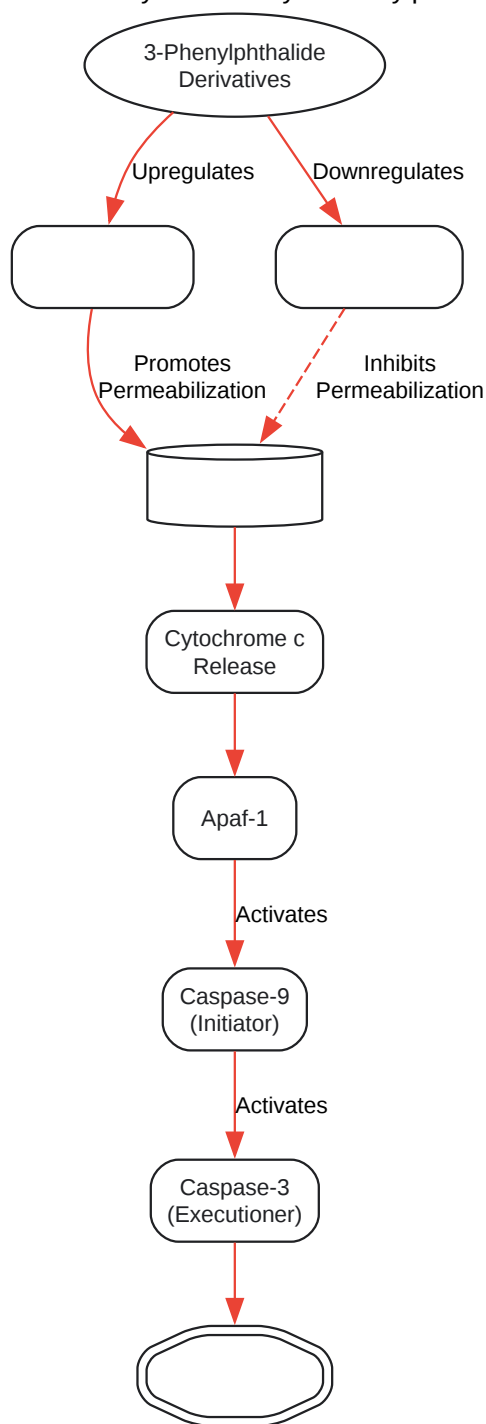 3-Phenylphthalide
Derivatives
Upregulates
Downregulates
Promotes
Permeabilization
Inhibits
Permeabilization
Cytochrome c
Release
Apaf-1
Activates
Caspase-9
(Initiator)
Activates
Caspase-3
(Executioner)